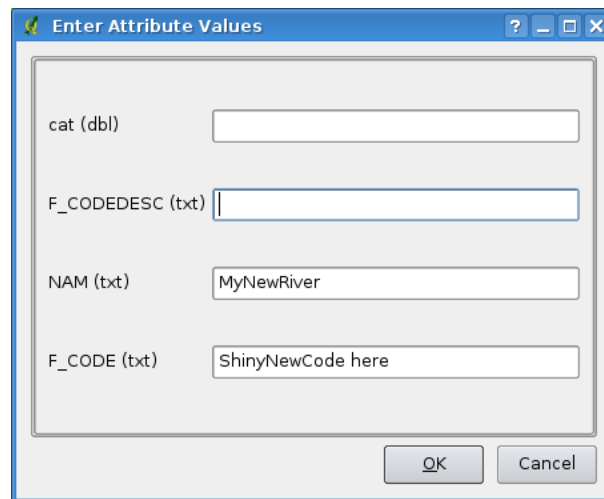 Enter Attribute Values
cat (dbl)
F_CODEDESC (txt)
NAM (txt) MyNewRiver
F_CODE (txt) ShinyNewCode here
OK Cancel